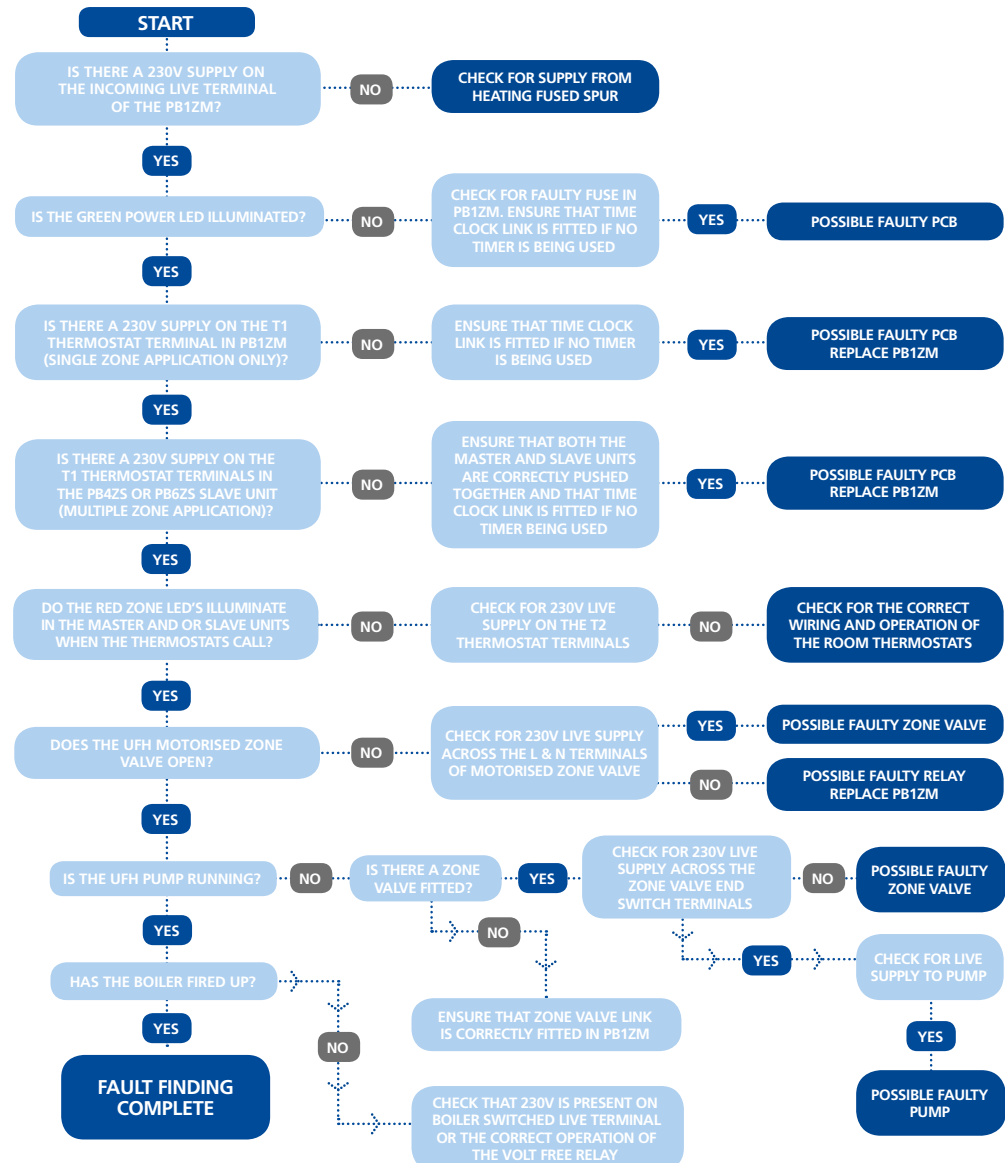 START
IS THERE A 230V SUPPLY ON
THE INCOMING LIVE TERMINAL
OF THE PB1ZM?
NO
CHECK FOR SUPPLY FROM
HEATING FUSED SPUR
YES
IS THE GREEN POWER LED ILLUMINATED?
NO
CHECK FOR FAULTY FUSE IN
PB1ZM. ENSURE THAT TIME
CLOCK LINK IS FITTED IF NO
TIMER IS BEING USED
YES
POSSIBLE FAULTY PCB
YES
IS THERE A 230V SUPPLY ON THE T1
THERMOSTAT TERMINAL IN PB1ZM
(SINGLE ZONE APPLICATION ONLY)?
NO
ENSURE THAT TIME CLOCK
LINK IS FITTED IF NO TIMER
IS BEING USED
YES
POSSIBLE FAULTY PCB
REPLACE PB1ZM
YES
IS THERE A 230V SUPPLY ON THE
T1 THERMOSTAT TERMINALS IN
THE PB4ZS OR PB6ZS SLAVE UNIT
(MULTIPLE ZONE APPLICATION)?
NO
ENSURE THAT BOTH THE
MASTER AND SLAVE UNITS
ARE CORRECTLY PUSHED
TOGETHER AND THAT TIME
CLOCK LINK IS FITTED IF NO
TIMER BEING USED
YES
POSSIBLE FAULTY PCB
REPLACE PB1ZM
YES
DO THE RED ZONE LED'S ILLUMINATE
IN THE MASTER AND OR SLAVE UNITS
WHEN THE THERMOSTATS CALL?
NO
CHECK FOR 230V LIVE
SUPPLY ON THE T2
THERMOSTAT TERMINALS
NO
CHECK FOR THE CORRECT
WIRING AND OPERATION OF
THE ROOM THERMOSTATS
YES
DOES THE UFH MOTORISED ZONE
VALVE OPEN?
NO
CHECK FOR 230V LIVE SUPPLY
ACROSS THE L & N TERMINALS
OF MOTORISED ZONE VALVE
YES
POSSIBLE FAULTY ZONE VALVE
NO
POSSIBLE FAULTY RELAY
REPLACE PB1ZM
YES
IS THE UFH PUMP RUNNING?
NO
IS THERE A ZONE
VALVE FITTED?
YES
CHECK FOR 230V LIVE
SUPPLY ACROSS THE
ZONE VALVE END
SWITCH TERMINALS
NO
POSSIBLE FAULTY
ZONE VALVE
YES
NO
YES
CHECK FOR LIVE
SUPPLY TO PUMP
HAS THE BOILER FIRED UP?
ENSURE THAT ZONE VALVE LINK
IS CORRECTLY FITTED IN PB1ZM
YES
NO
YES
FAULT FINDING
COMPLETE
POSSIBLE FAULTY
PUMP
CHECK THAT 230V IS PRESENT ON
BOILER SWITCHED LIVE TERMINAL
OR THE CORRECT OPERATION OF
THE VOLT FREE RELAY